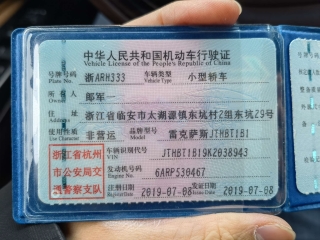 中华人民共和国机动车行驶证
Vehicle License of the People's Republic of China
号牌号码 浙ARH333 车辆类型 小型轿车
Plate No. Vehicle Type
所有人 郎军一
Owner
住址 浙江省临安市太湖源镇东坑村2组东坑29号
Address
使用性质 非营运 品牌型号 雷克萨斯JTHBT1B1
Use Character Model
浙江省杭州市公安局交通警察支队
车辆识别代号 JTHBT1B19K2038943
VIN
发动机号码 6ARP530467
Engine No.
注册日期 2019-07-08 发证日期 2019-07-08
Register Date Issue Date